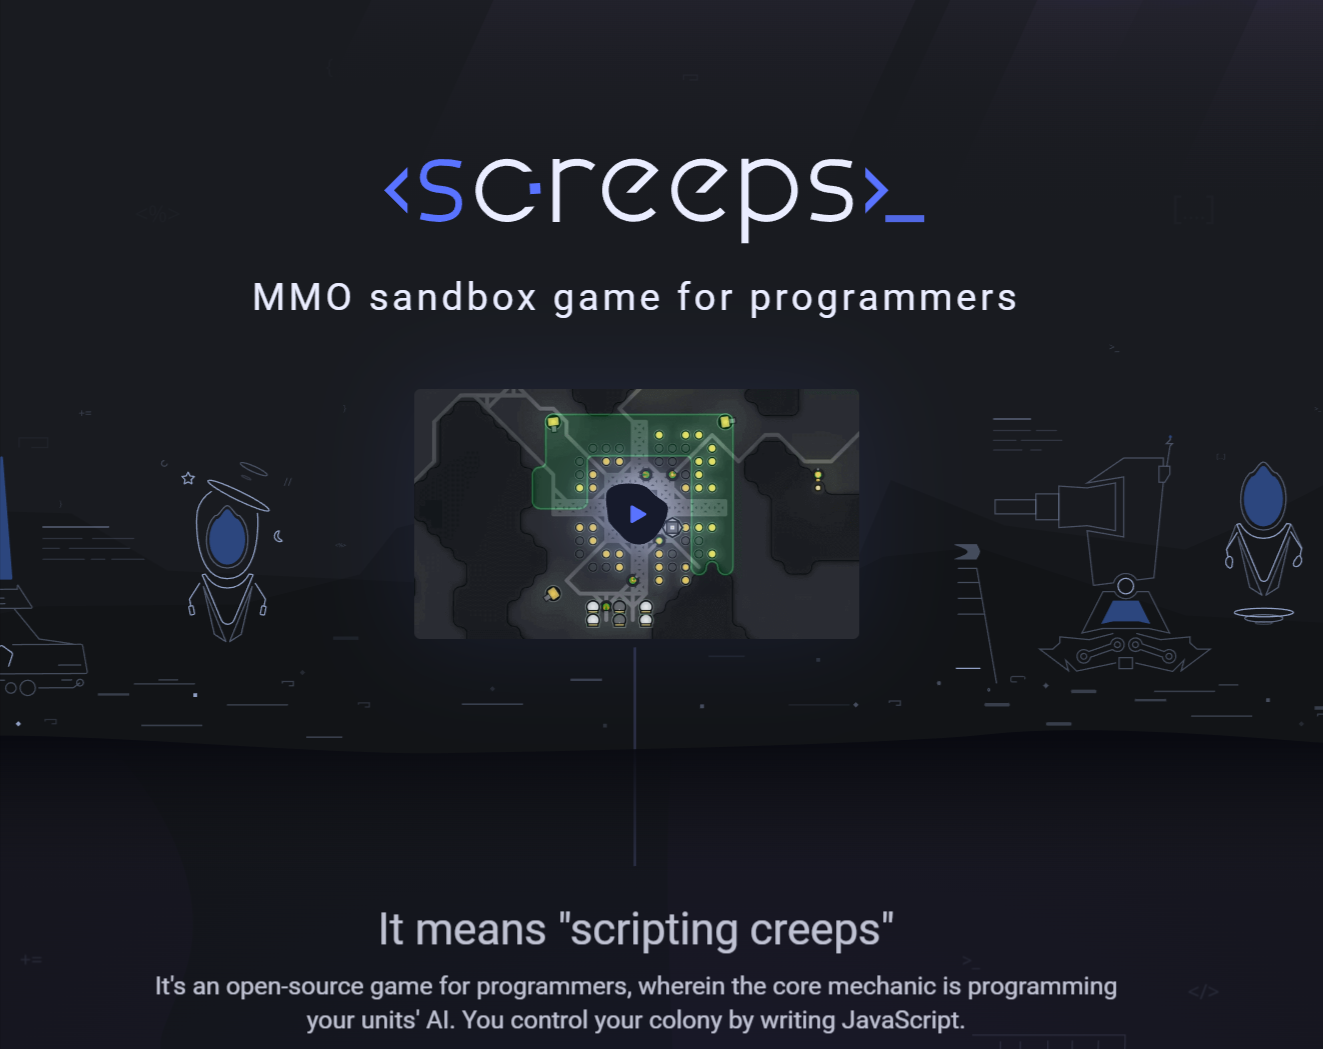 <screeps>_
MMO sandbox game for programmers
It means "scripting creeps"
It's an open-source game for programmers, wherein the core mechanic is programming
your units' AI. You control your colony by writing JavaScript.
+=
>_
</>